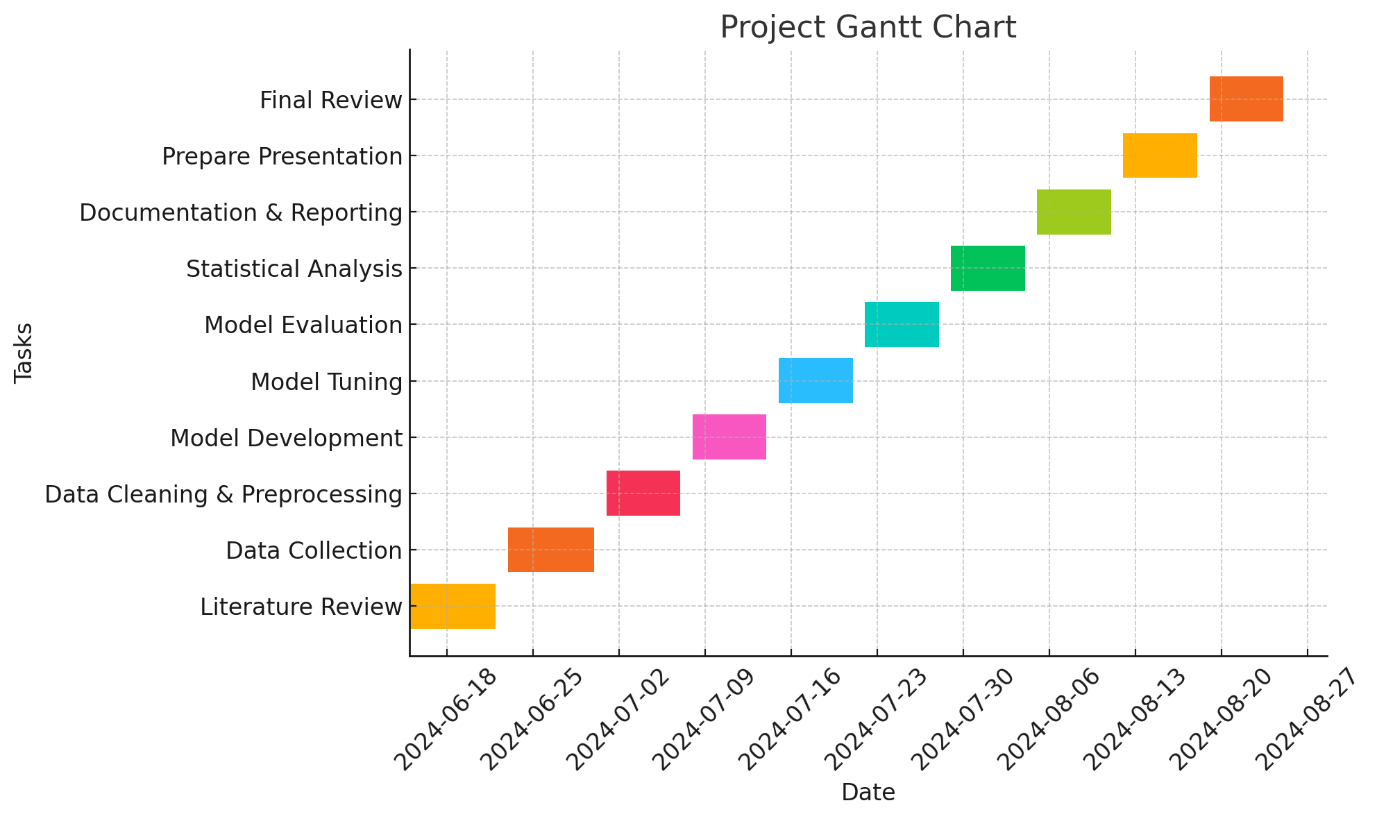 Project Gantt Chart
Tasks
Final Review
Prepare Presentation
Documentation & Reporting
Statistical Analysis
Model Evaluation
Model Tuning
Model Development
Data Cleaning & Preprocessing
Data Collection
Literature Review
2024-06-18
2024-06-25
2024-07-02
2024-07-09
2024-07-16
2024-07-23
2024-07-30
2024-08-06
2024-08-13
2024-08-20
2024-08-27
Date